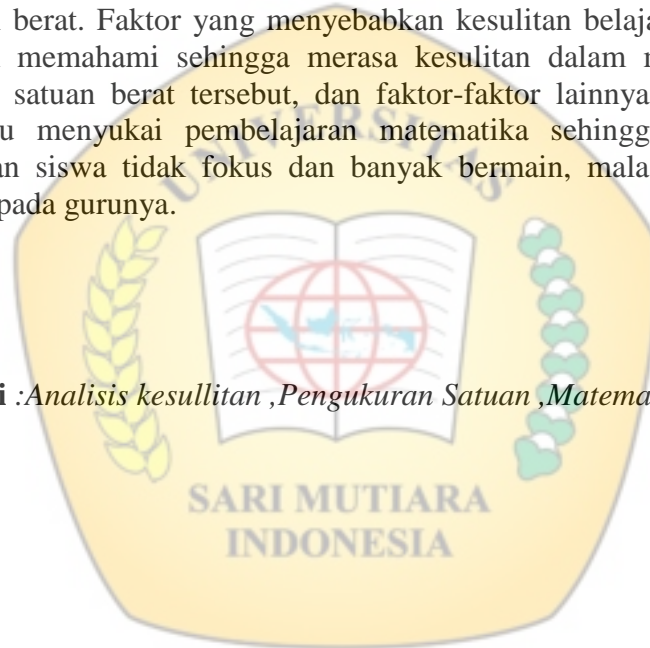 berat. Faktor yang menyebabkan kesulitan belaja
memahami sehingga merasa kesulitan dalam
satuan berat tersebut, dan faktor-faktor lainnya
u menyukai pembelajaran matematika sehingg
an siswa tidak fokus dan banyak bermain, mala
pada gurunya.
UNIVERSITAS
i :Analisis kesullitan ,Pengukuran Satuan ,Matema
SARI MUTIARA
INDONESIA